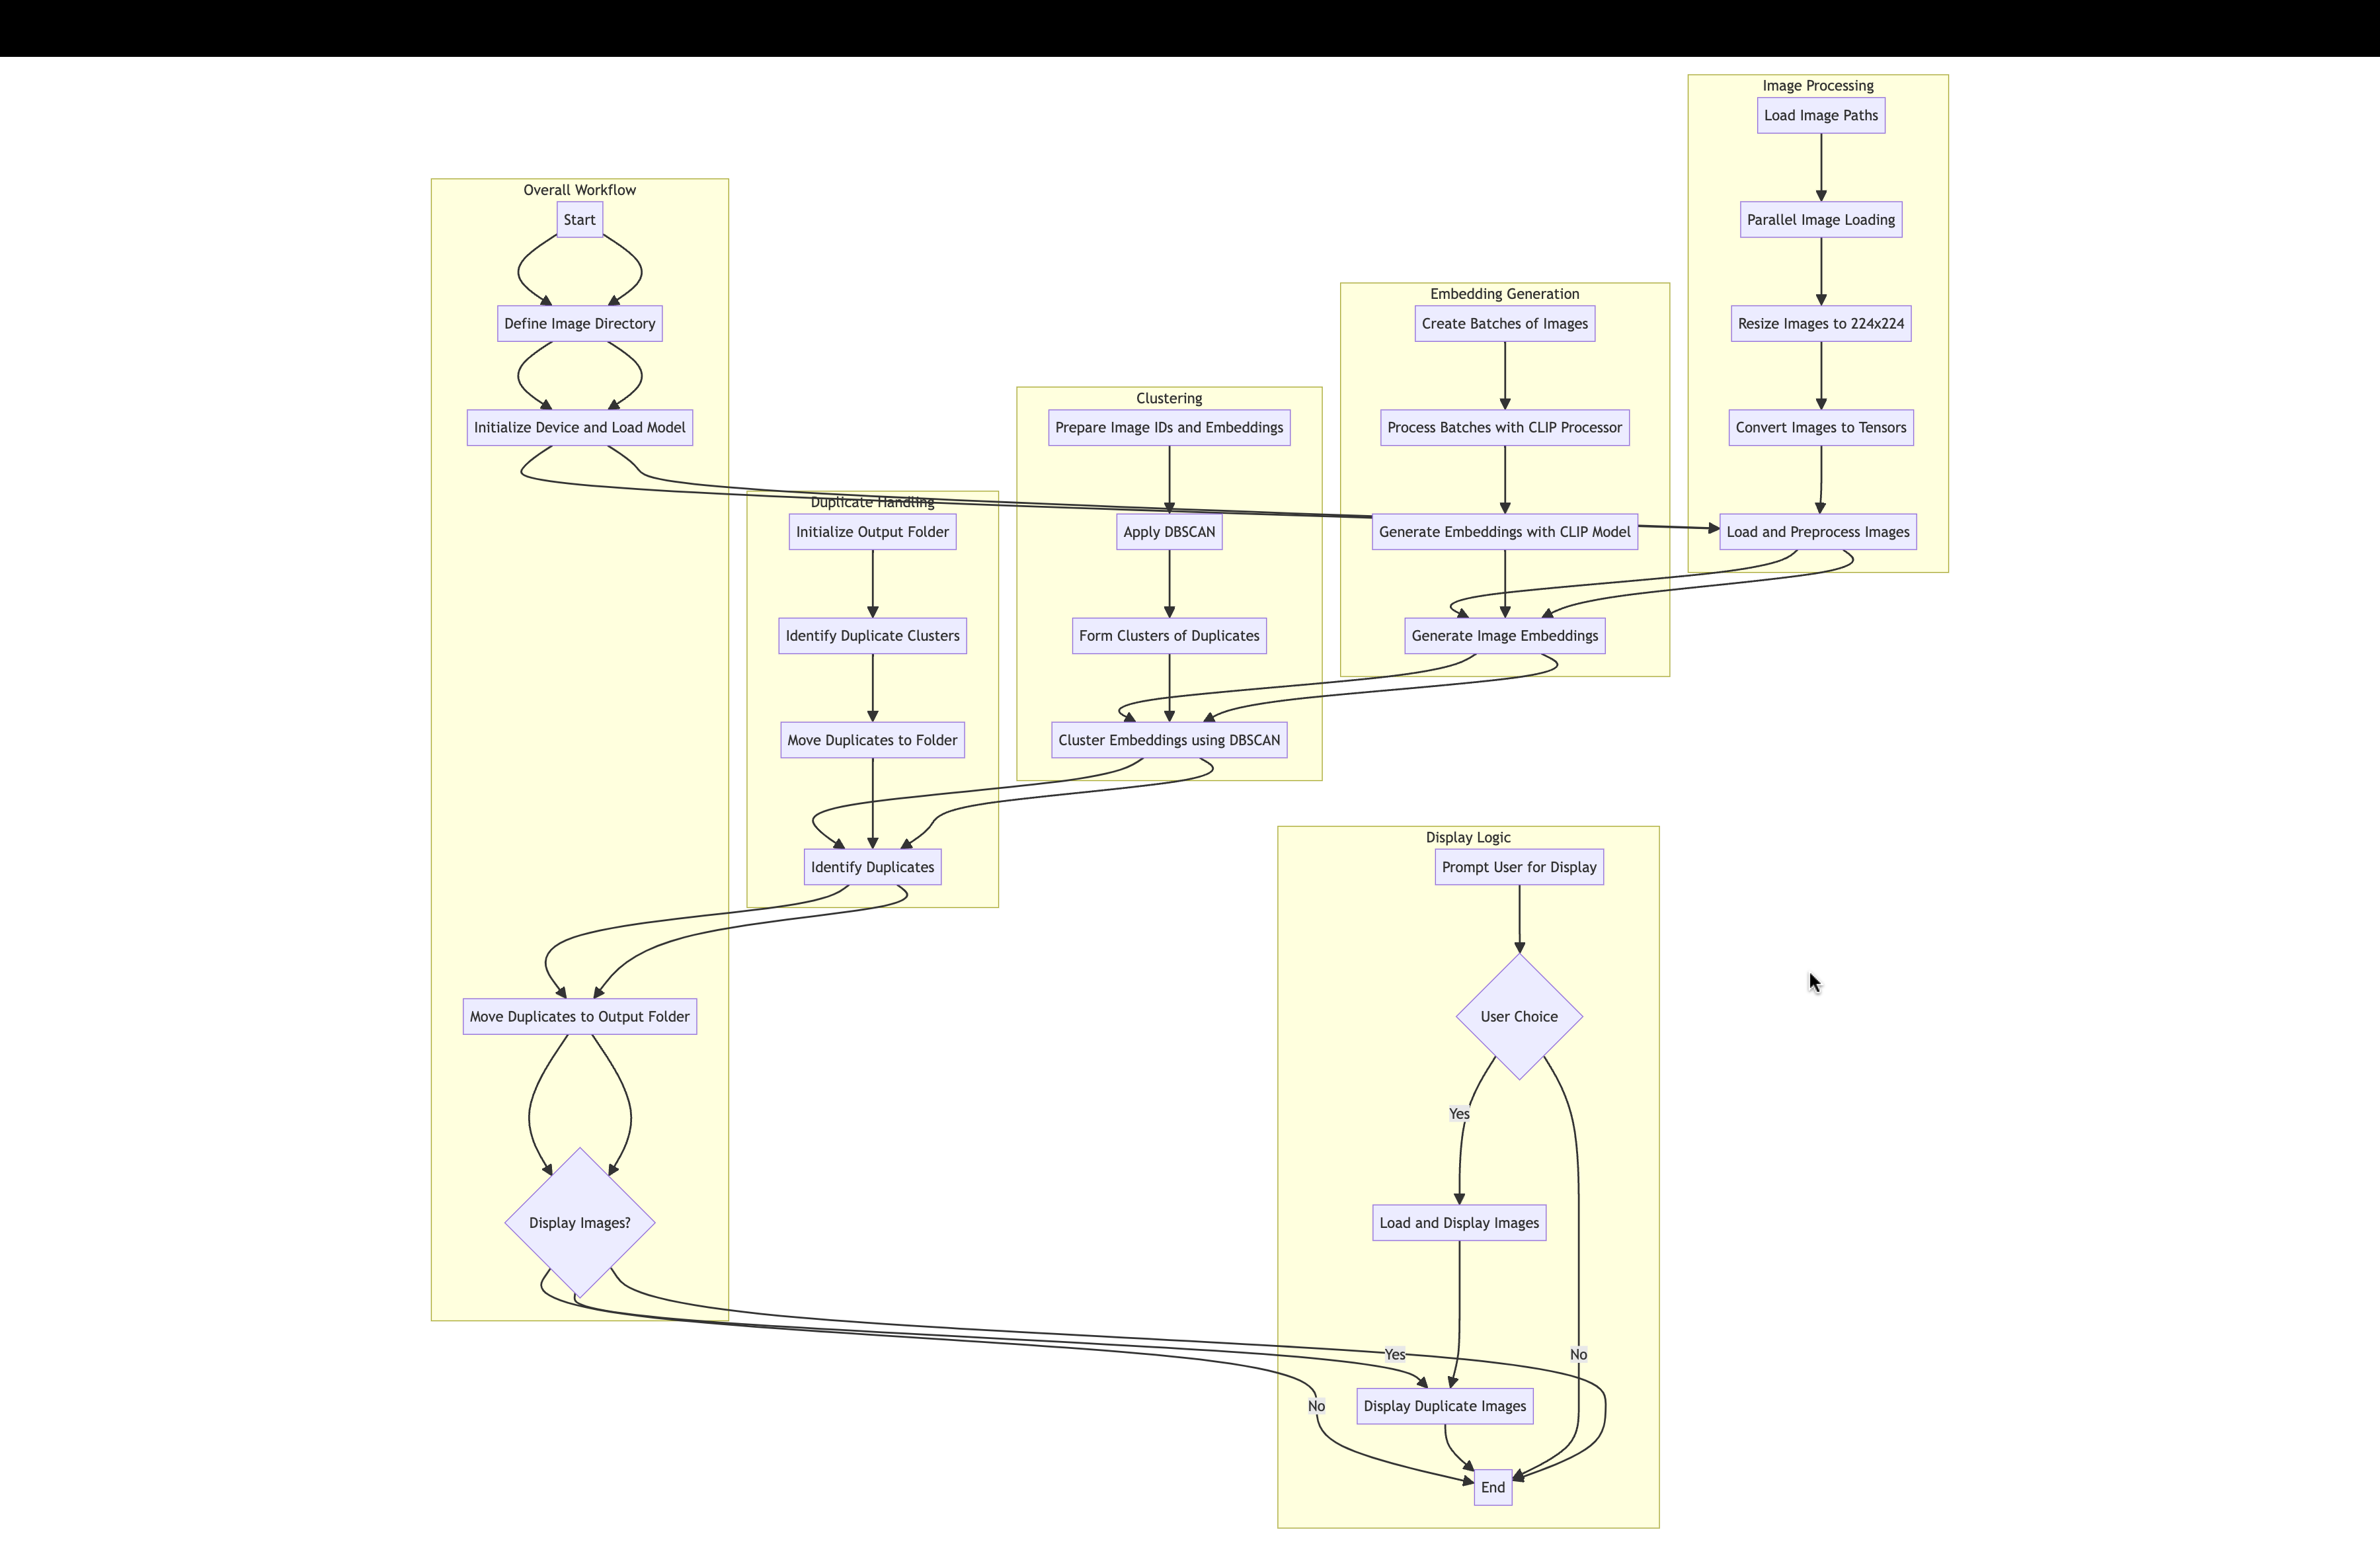 Overall Workflow
Start
Define Image Directory
Initialize Device and Load Model
Move Duplicates to Output Folder
Display Images?
Duplicate Handling
Initialize Output Folder
Identify Duplicate Clusters
Move Duplicates to Folder
Identify Duplicates
Clustering
Prepare Image IDs and Embeddings
Apply DBSCAN
Form Clusters of Duplicates
Cluster Embeddings using DBSCAN
Embedding Generation
Create Batches of Images
Process Batches with CLIP Processor
Generate Embeddings with CLIP Model
Generate Image Embeddings
Image Processing
Load Image Paths
Parallel Image Loading
Resize Images to 224x224
Convert Images to Tensors
Load and Preprocess Images
Display Logic
Prompt User for Display
User Choice
Yes
Load and Display Images
Yes
No
No
Display Duplicate Images
End